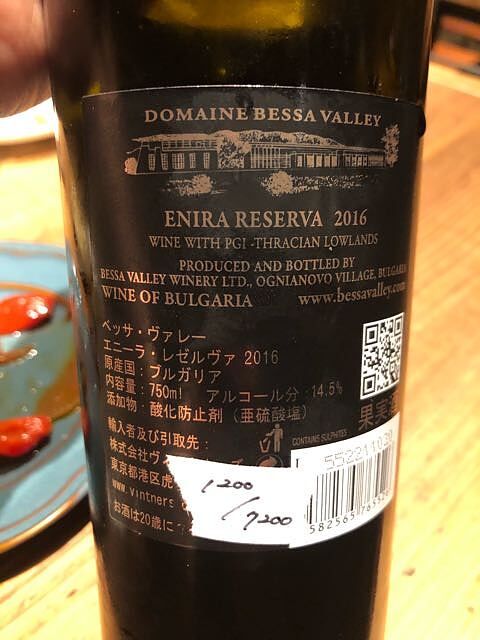 DOMAINE BESSA VALLEY
ENIRA RESERVA 2016
WINE WITH PGI -THRACIAN LOWLANDS
PRODUCED AND BOTTLED BY
BESSA VALLEY WINERY LTD., OGNIANOVO VILLAGE, BULGARIA
WINE OF BULGARIA www.bessavalley.com
ベッサ・ヴァレー
エニーラ・レゼルヴァ 2016
原産国：ブルガリア
内容量：750ml アルコール分：14.5%
添加物：酸化防止剤（亜硫酸塩）
果実
輸入者及び引取先：
CONTAINS SULPHITES
株式会社ヴィ
東京都港区虎
www.vintners
お酒は20歳に
1200
/7200